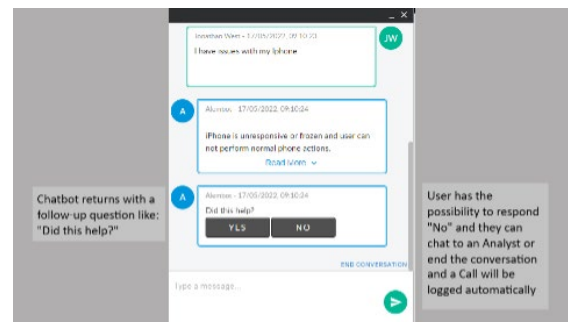 Jonathan West - 17/05/2022, 09:10:23
JW
I have issues with my Iphone
A
17/05/2022, 09:10:24
iPhone is unresponsive or frozen and user can
not perform normal phone actions.
Read More
A
17/05/2022, 09:10:24
Did this help?
YES
NO
END CONVERSATION
Type a message...
Chatbot returns with a
follow-up question like:
"Did this help?"
User has the
possibility to respond
"No" and they can
chat to an Analyst or
end the conversation
and a Call will be
logged automatically